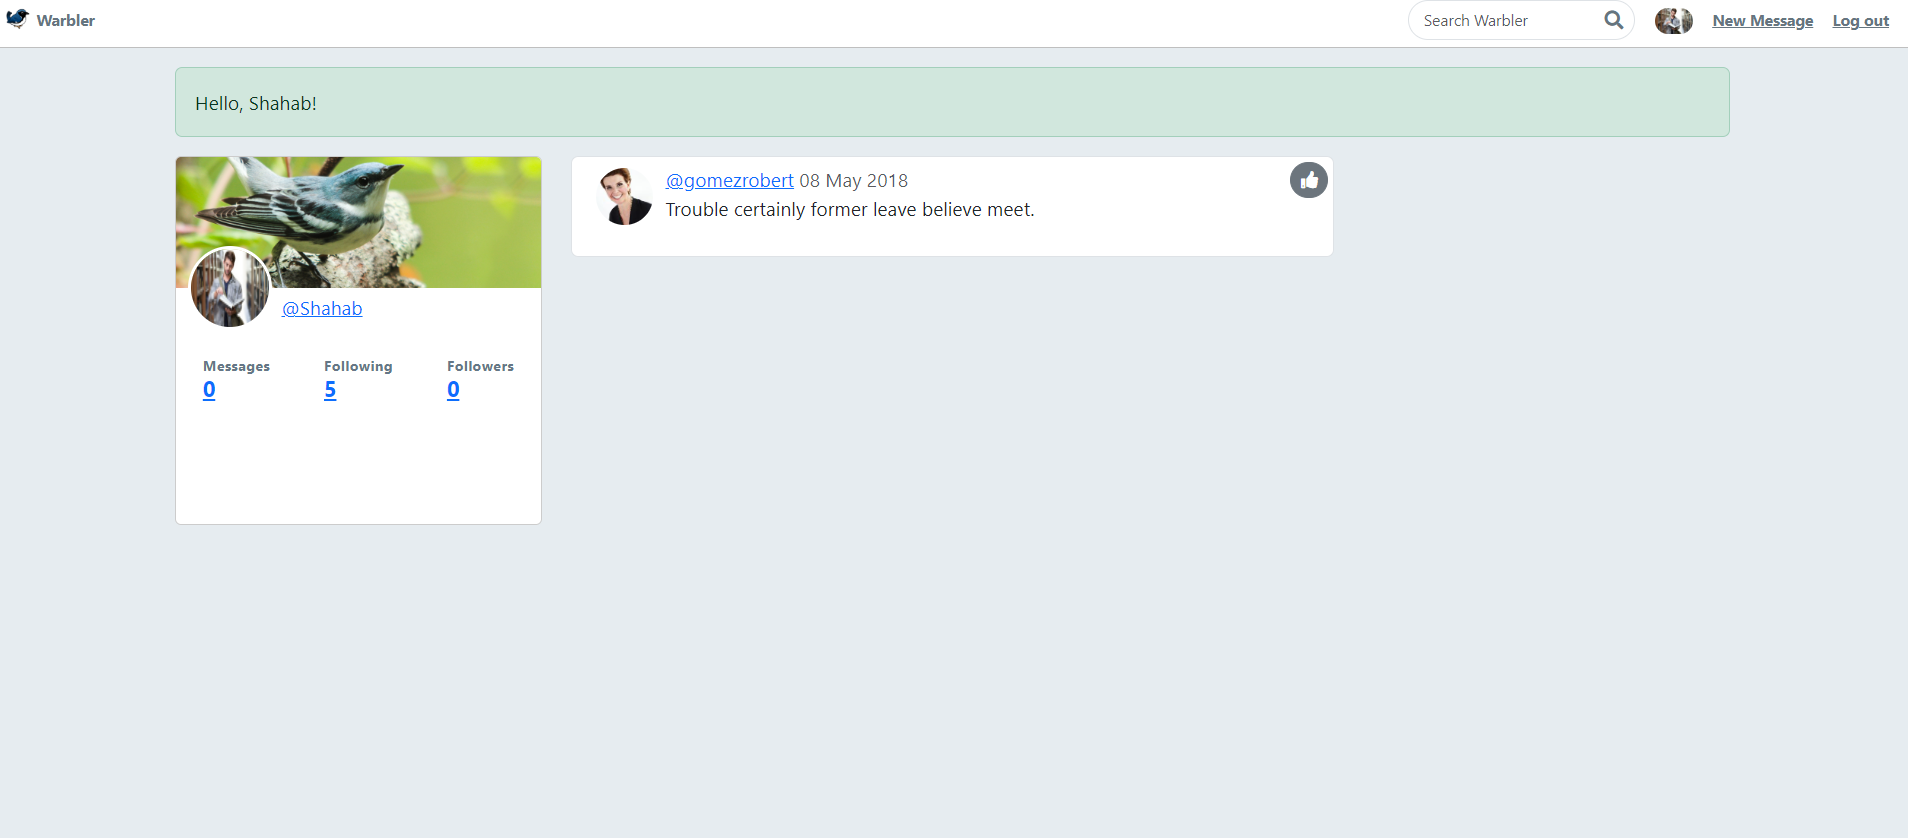 Warbler
Search Warbler
New Message
Log out
Hello, Shahab!
@Shahab
Messages Following Followers
0 5 0
@gomezrobert 08 May 2018
Trouble certainly former leave believe meet.